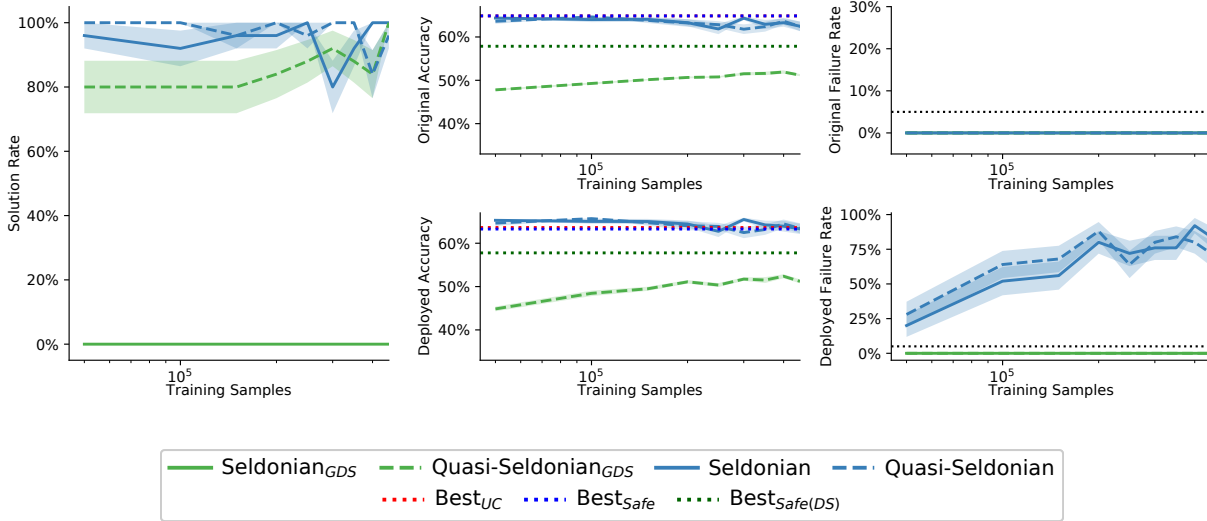 Solution Rate
100%
80%
60%
40%
20%
0%
10^5
Training Samples
Original Accuracy
60%
50%
40%
10^5
Training Samples
Original Failure Rate
30%
20%
10%
0%
10^5
Training Samples
Deployed Accuracy
60%
50%
40%
10^5
Training Samples
Deployed Failure Rate
100%
75%
50%
25%
0%
10^5
Training Samples
Seldonian_GDS Quasi-Seldonian_GDS Seldonian Quasi-Seldonian
Best_UC Best_Safe Best_Safe(DS)